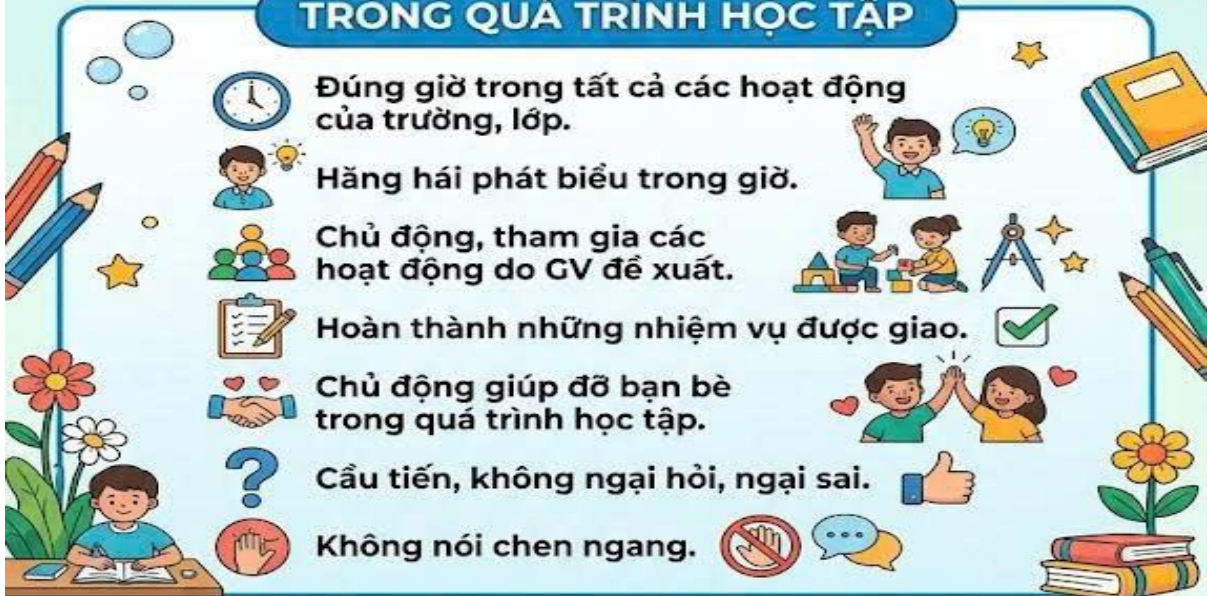 TRONG QUÁ TRÌNH HỌC TẬP
Đúng giờ trong tất cả các hoạt động
của trường, lớp.
Hăng hái phát biểu trong giờ.
Chủ động, tham gia các
hoạt động do GV đề xuất.
Hoàn thành những nhiệm vụ được giao.
Chủ động giúp đỡ bạn bè
trong quá trình học tập.
Cầu tiến, không ngại hỏi, ngại sai.
Không nói chen ngang.